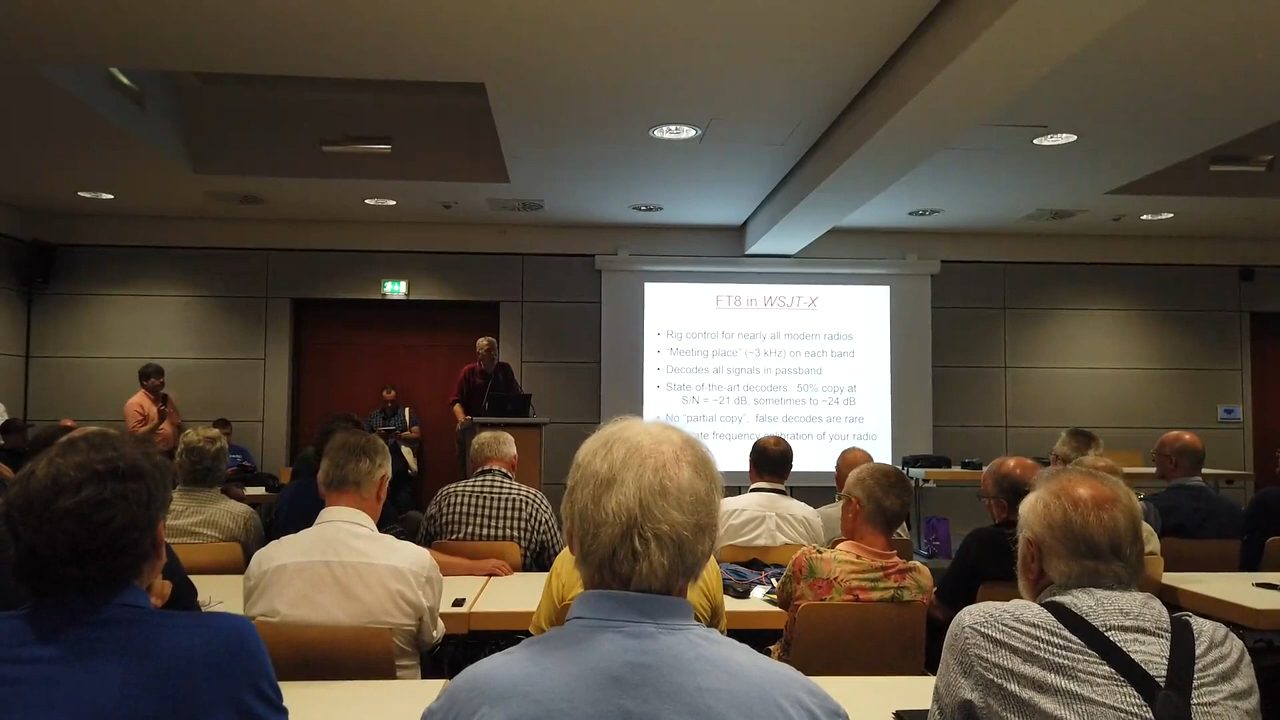 FT8 in WSJT-X
• Rig control for nearly all modern radios
• "Meeting place" (~3 kHz) on each band
• Decodes all signals in passband
• State-of-the-art decoders: 50% copy at
S/N = −21 dB, sometimes to −24 dB
• No "partial copy", false decodes are rare
frequency calibration of your radio